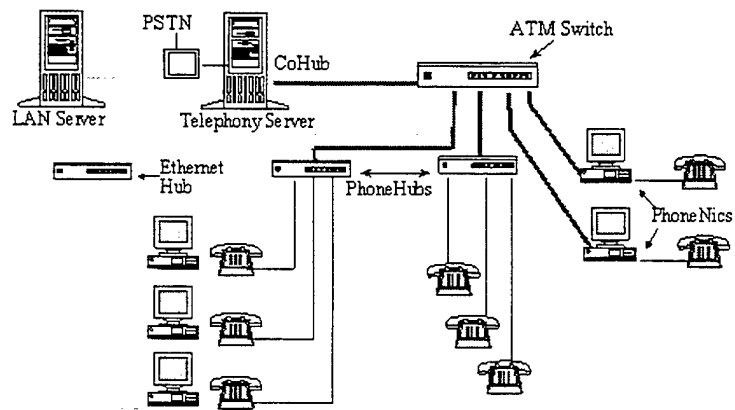 PSTN
ATM Switch
CoHub
LAN Server
Telephony Server
Ethernet
Hub
PhoneHubs
PhoneNics